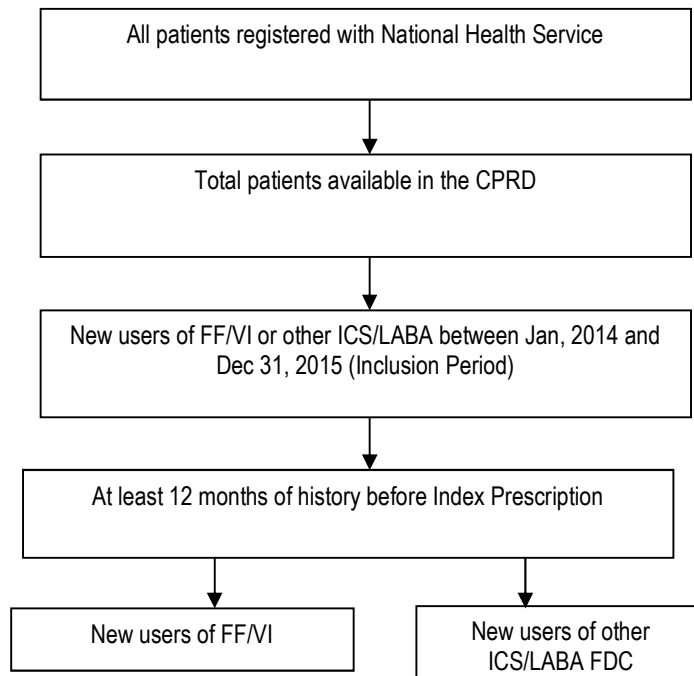 All patients registered with National Health Service
Total patients available in the CPRD
New users of FF/VI or other ICS/LABA between Jan, 2014 and
Dec 31, 2015 (Inclusion Period)
At least 12 months of history before Index Prescription
New users of FF/VI
New users of other
ICS/LABA FDC